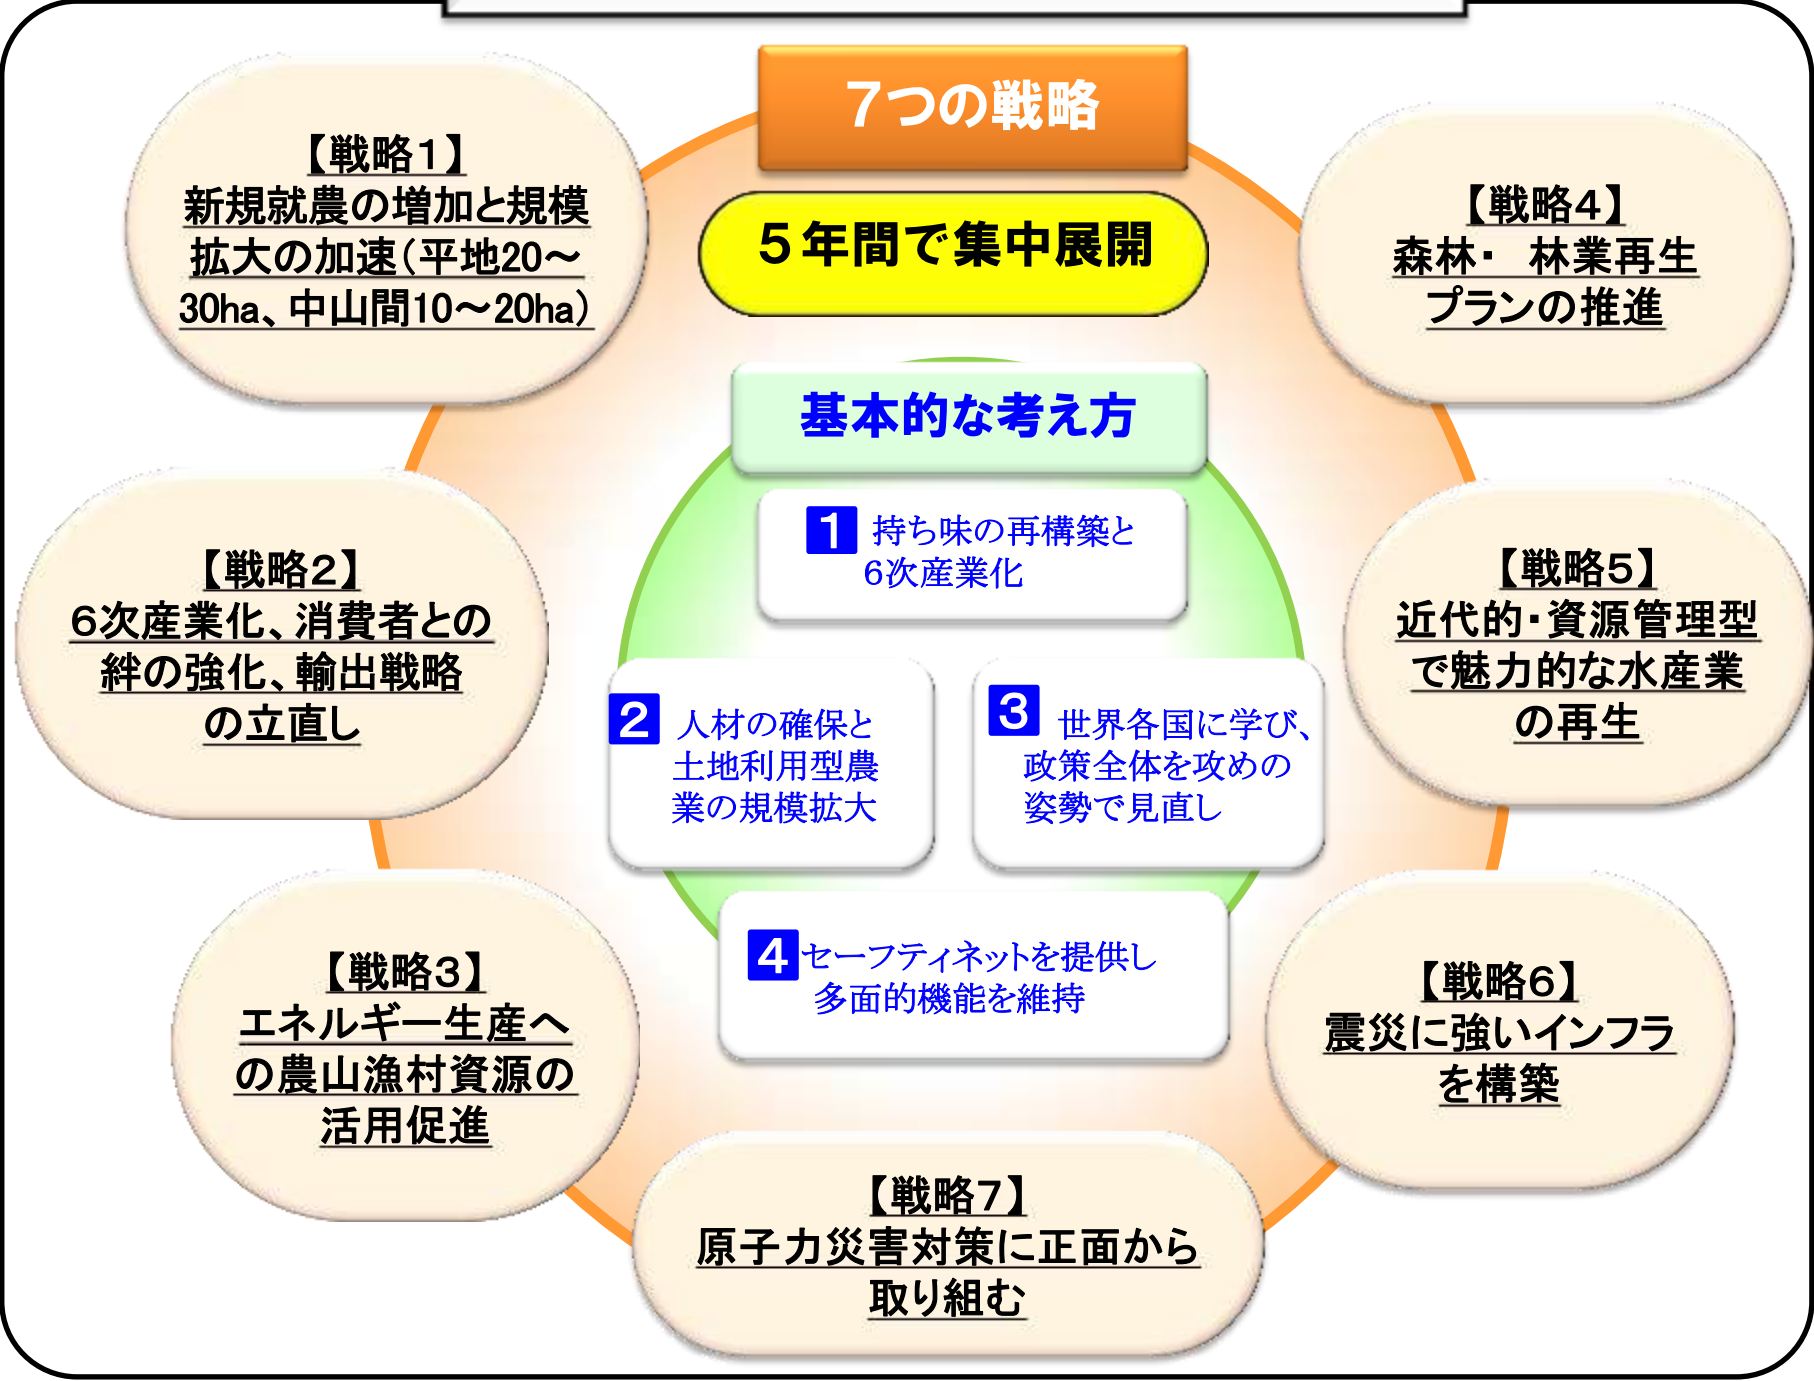 7つの戦略
5年間で集中展開
【戦略1】
新規就農の増加と規模
拡大の加速(平地20～
30ha、中山間10～20ha)
【戦略2】
6次産業化、消費者との
絆の強化、輸出戦略
の立直し
【戦略3】
エネルギー生産へ
の農山漁村資源の
活用促進
【戦略4】
森林・ 林業再生
プランの推進
【戦略5】
近代的・資源管理型
で魅力的な水産業
の再生
【戦略6】
震災に強いインフラ
を構築
【戦略7】
原子力災害対策に正面から
取り組む
基本的な考え方
1 持ち味の再構築と
6次産業化
2 人材の確保と
土地利用型農
業の規模拡大
3 世界各国に学び、
政策全体を攻めの
姿勢で見直し
4 セーフティネットを提供し
多面的機能を維持